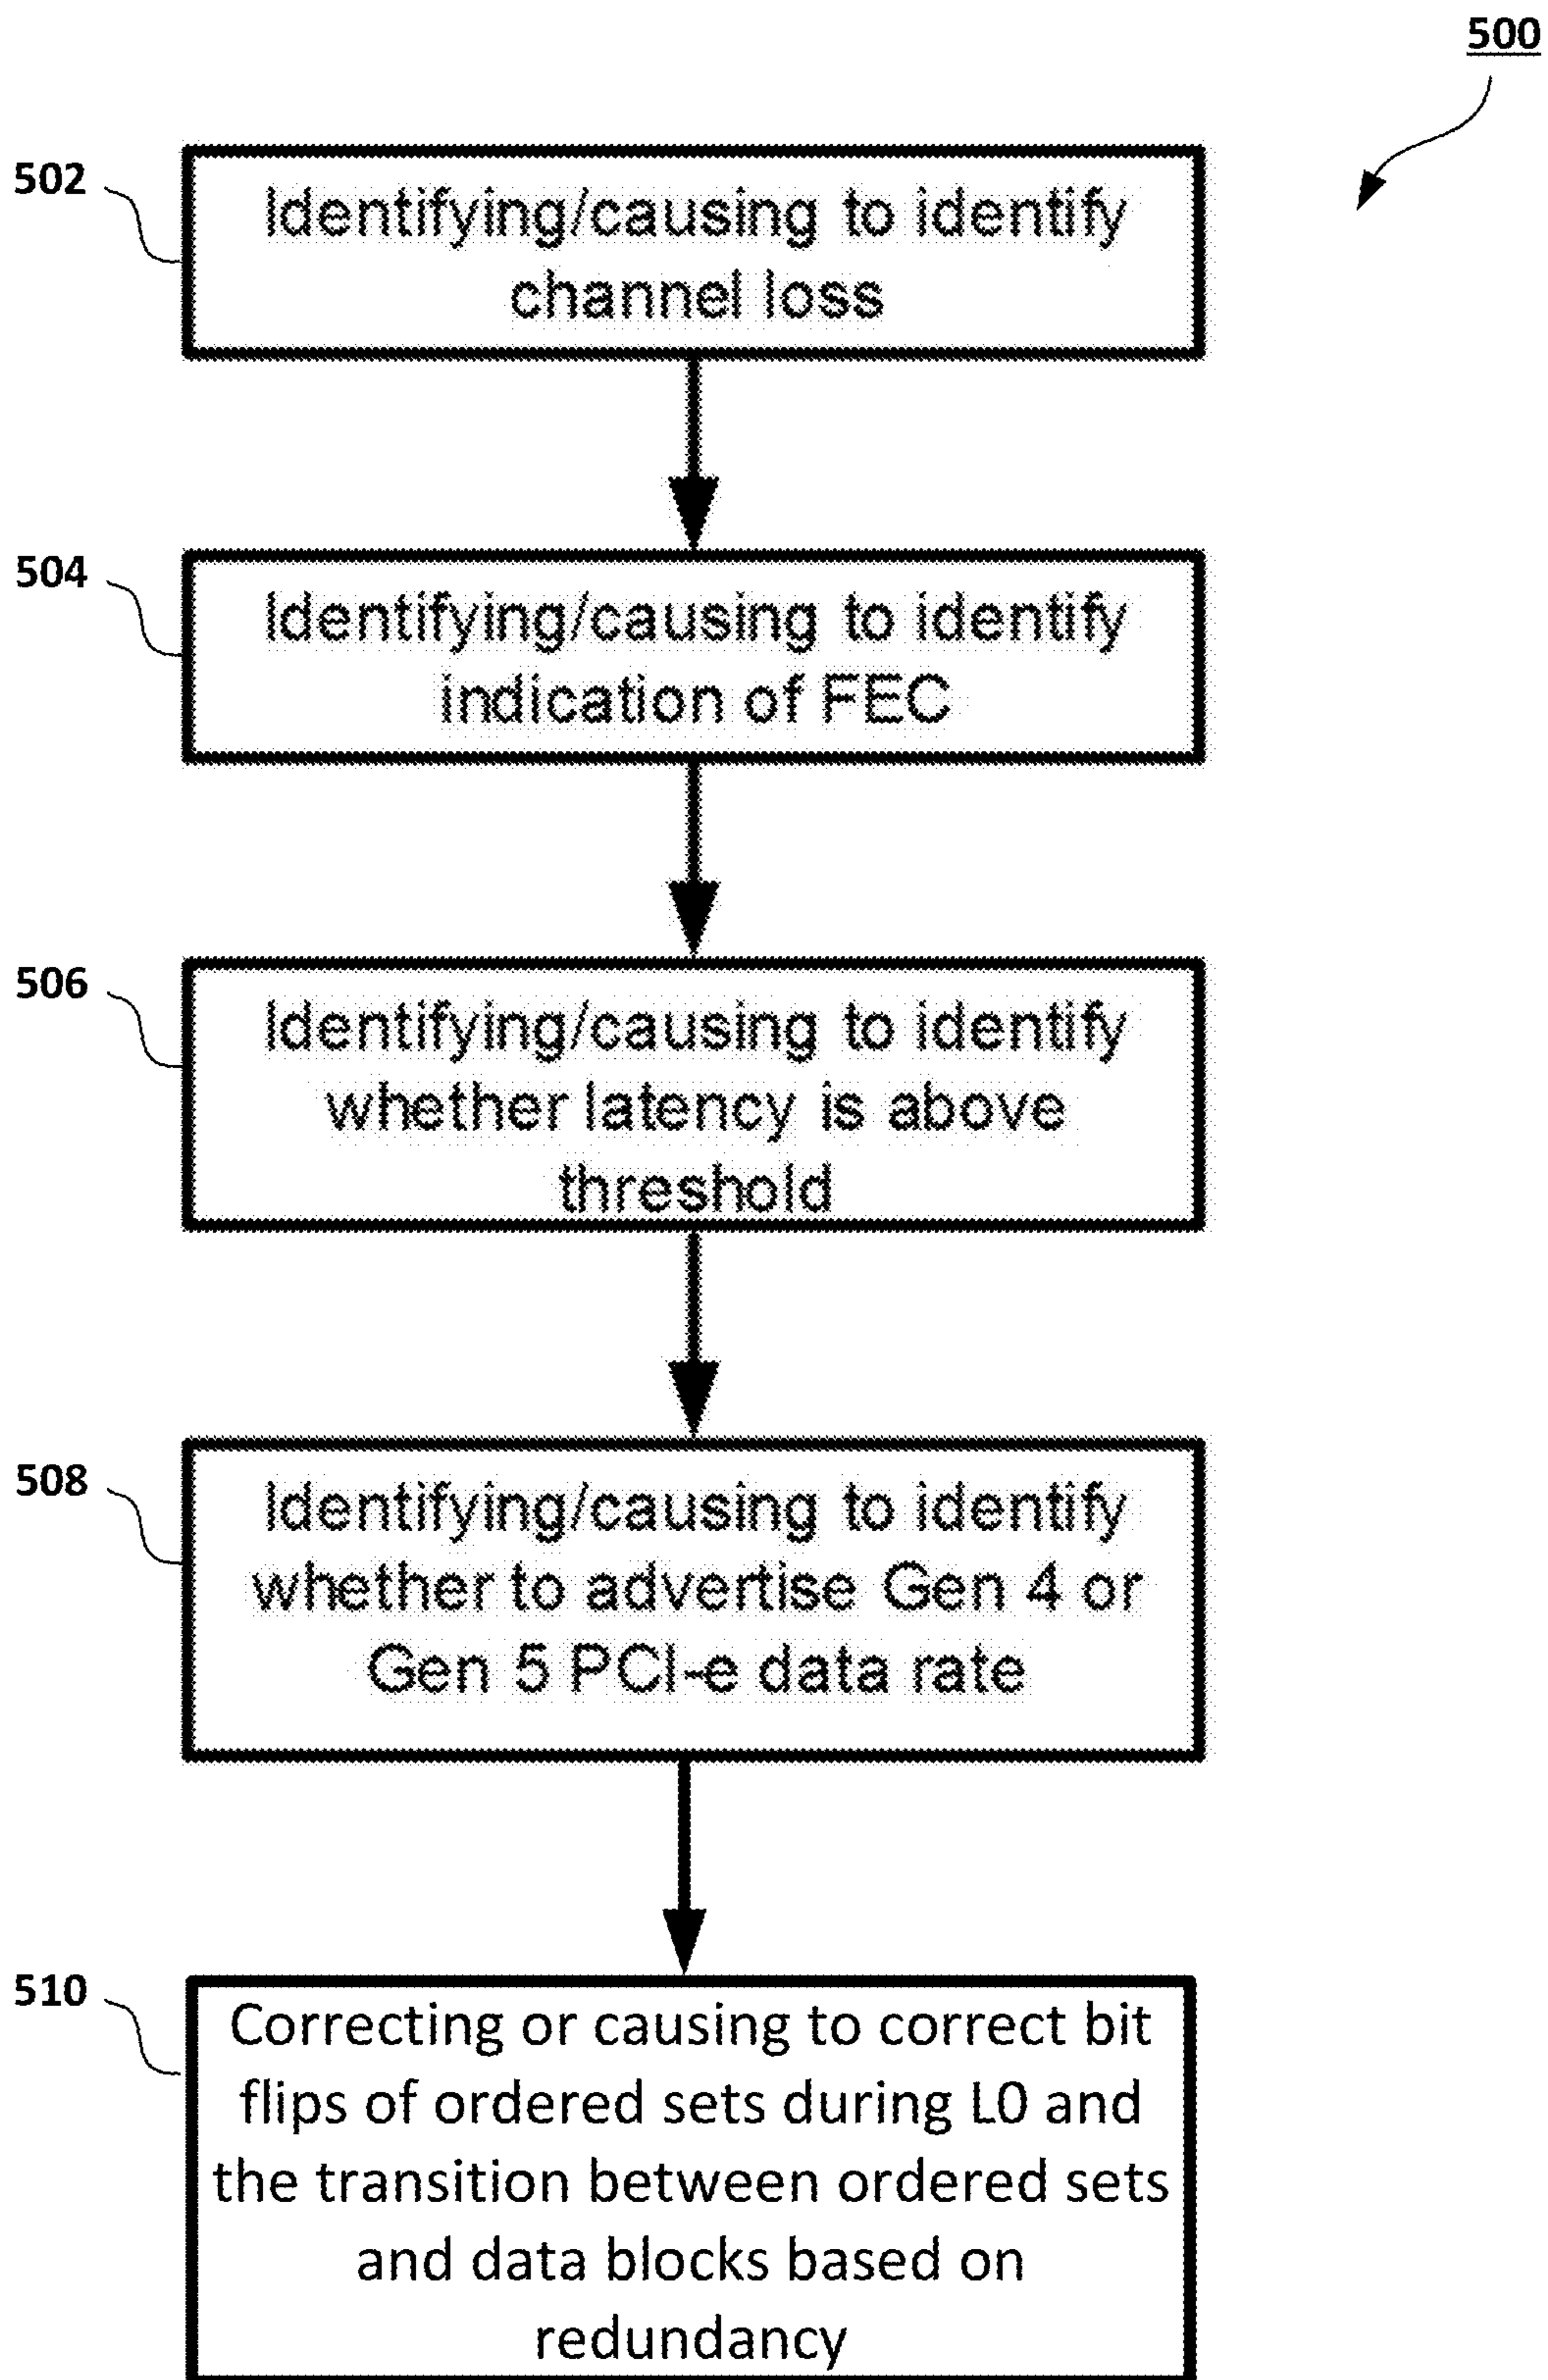 500
502
Identifying/causing to identify
channel loss
504
Identifying/causing to identify
indication of FEC
506
Identifying/causing to identify
whether latency is above
threshold
508
Identifying/causing to identify
whether to advertise Gen 4 or
Gen 5 PCI-e data rate
510
Correcting or causing to correct bit
flips of ordered sets during L0 and
the transition between ordered sets
and data blocks based on
redundancy